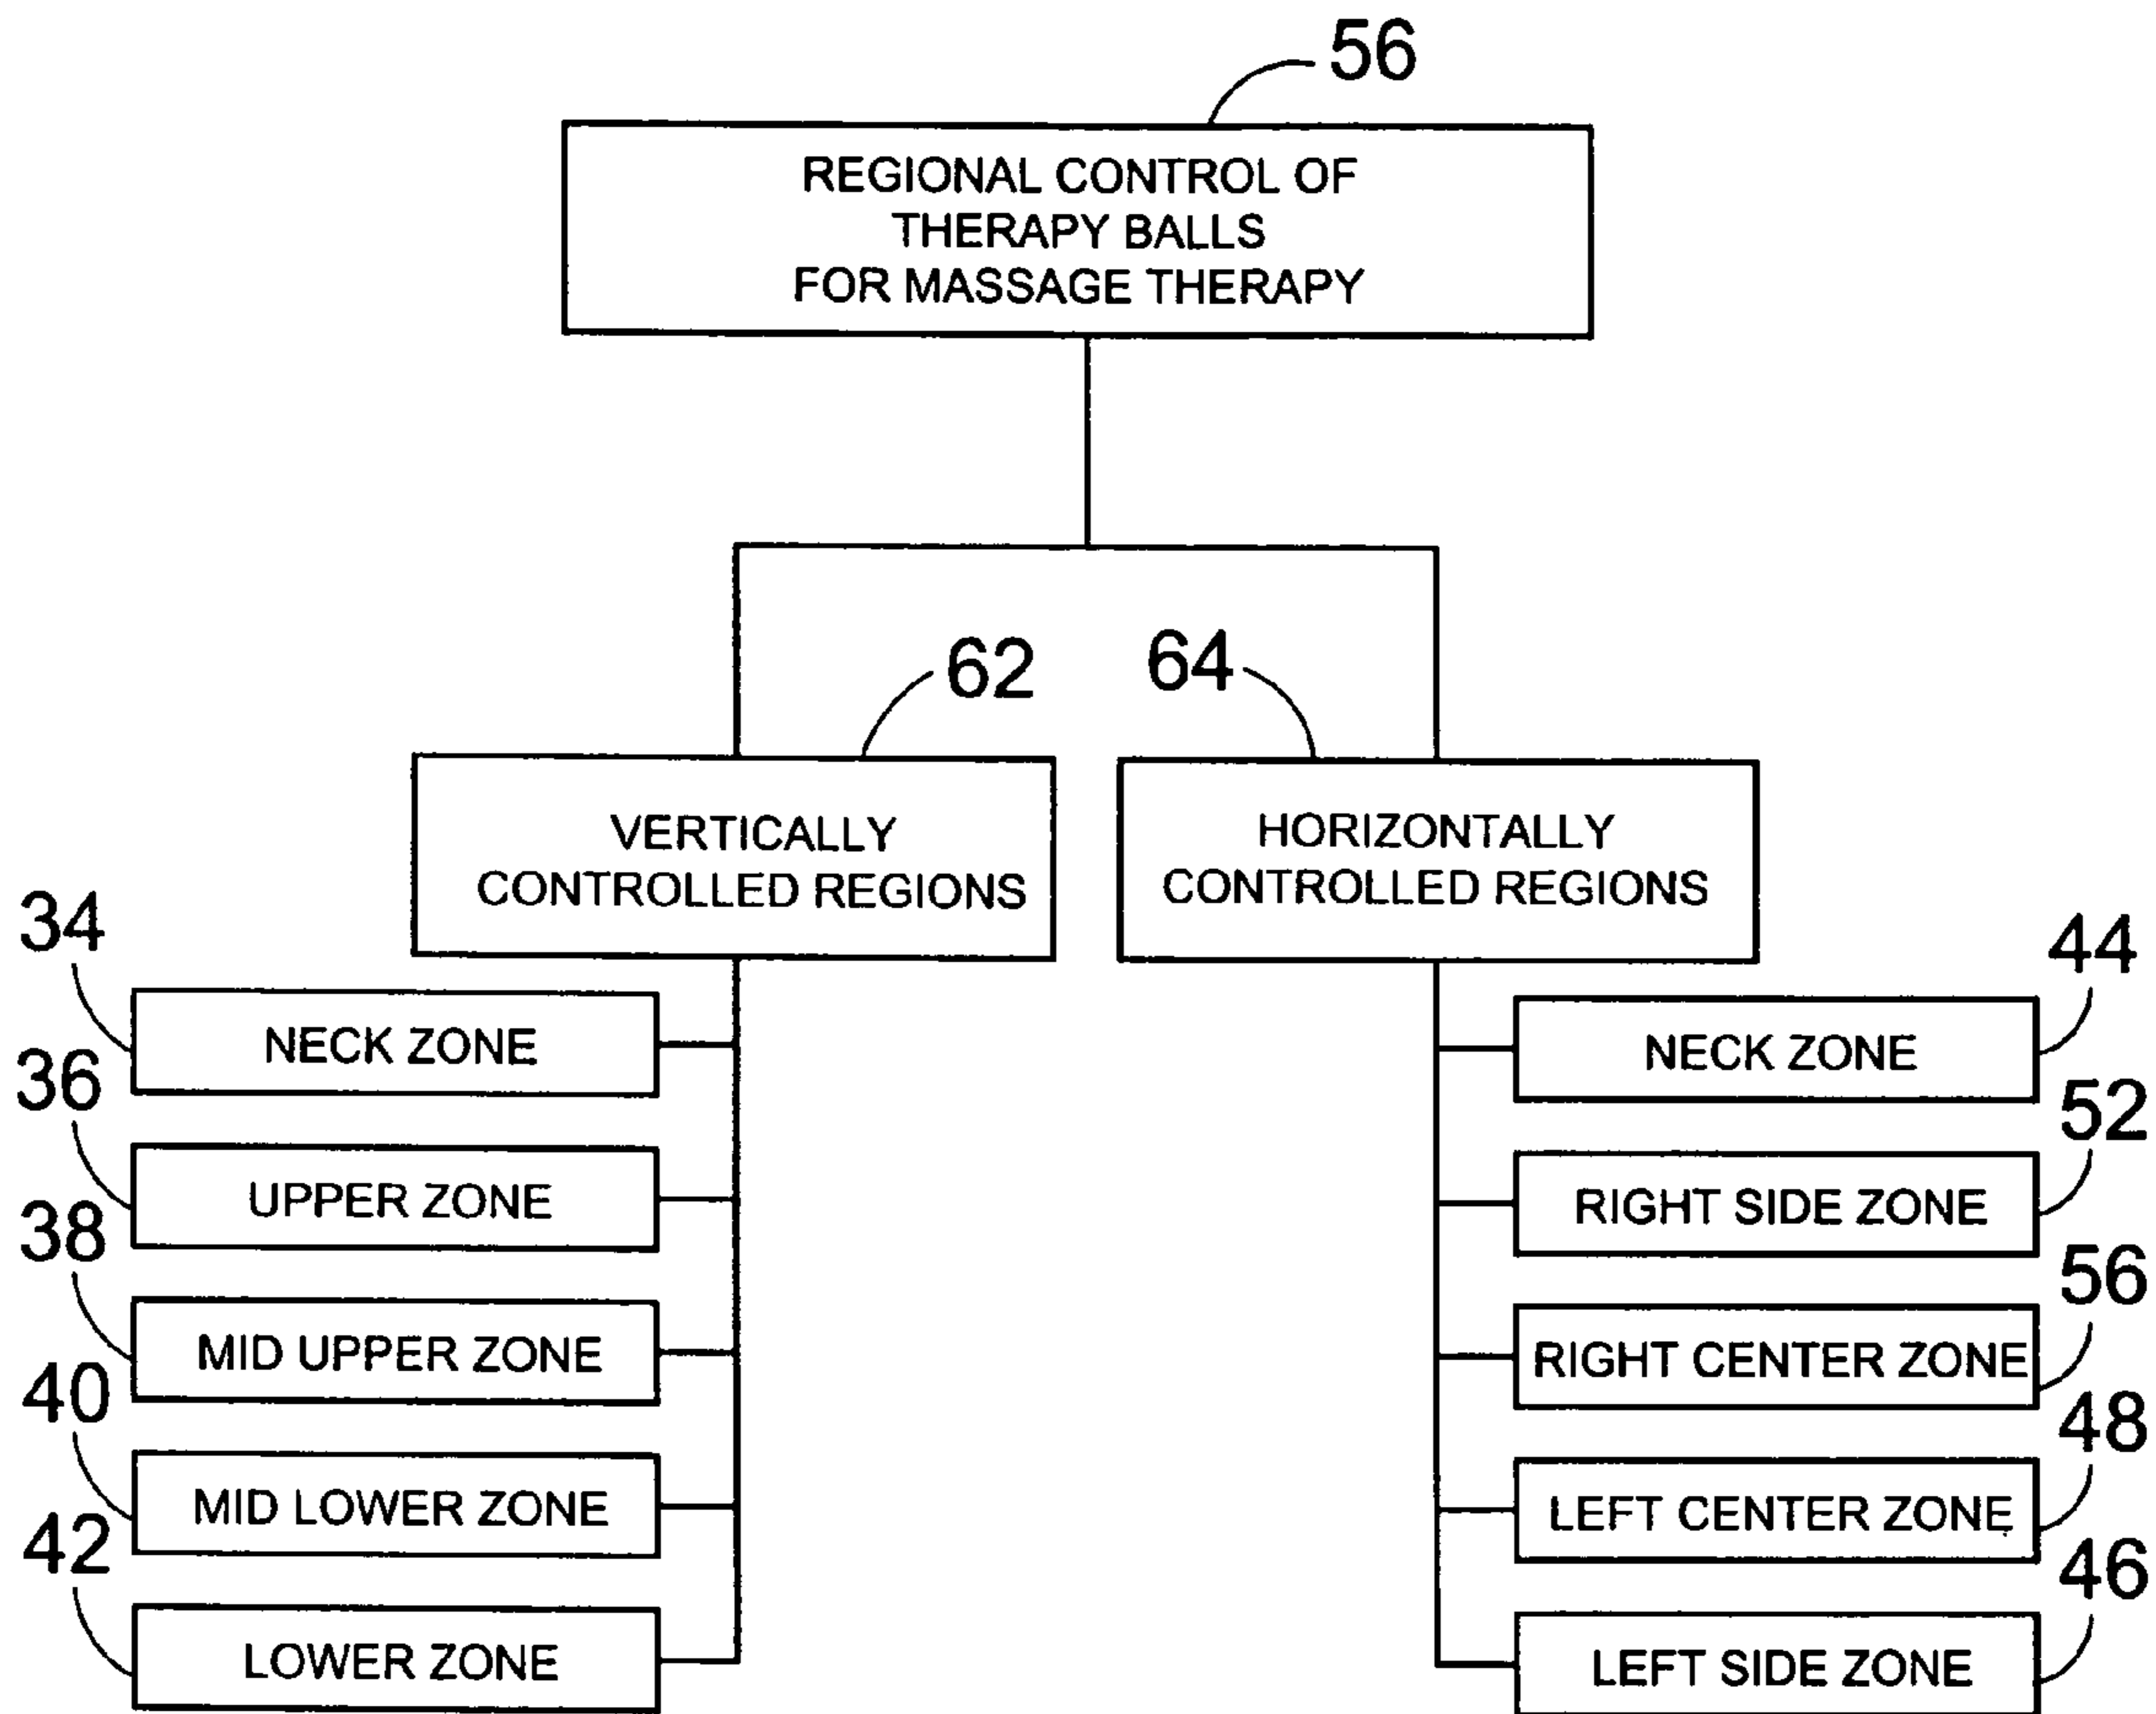 56
REGIONAL CONTROL OF
THERAPY BALLS
FOR MASSAGE THERAPY
62
64
VERTICALLY
CONTROLLED REGIONS
HORIZONTALLY
CONTROLLED REGIONS
34
NECK ZONE
36
UPPER ZONE
38
MID UPPER ZONE
40
MID LOWER ZONE
42
LOWER ZONE
44
NECK ZONE
52
RIGHT SIDE ZONE
56
RIGHT CENTER ZONE
48
LEFT CENTER ZONE
46
LEFT SIDE ZONE